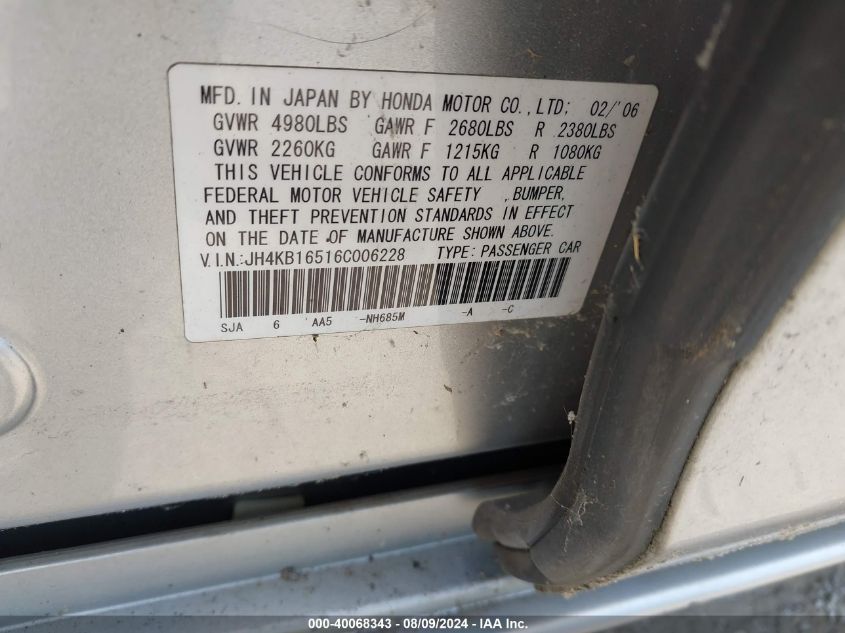 MFD. IN JAPAN BY HONDA MOTOR CO.,LTD; 02/'06
GVWR 4980LBS GAWR F 2680LBS R 2380LBS
GVWR 2260KG GAWR F 1215KG R 1080KG
THIS VEHICLE CONFORMS TO ALL APPLICABLE
FEDERAL MOTOR VEHICLE SAFETY ,BUMPER,
AND THEFT PREVENTION STANDARDS IN EFFECT
ON THE DATE OF MANUFACTURE SHOWN ABOVE.
V.I.N.:JH4KB16516C006228 TYPE: PASSENGER CAR
SJA 6 AA5 -NH685M -A -C
000-40068343 - 08/09/2024 - IAA Inc.